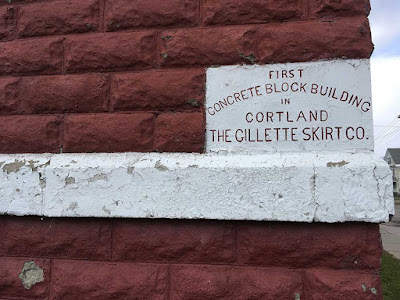 FIRST
CONCRETE BLOCK BUILDING
IN
CORTLAND
THE GILLETTE SKIRT CO.